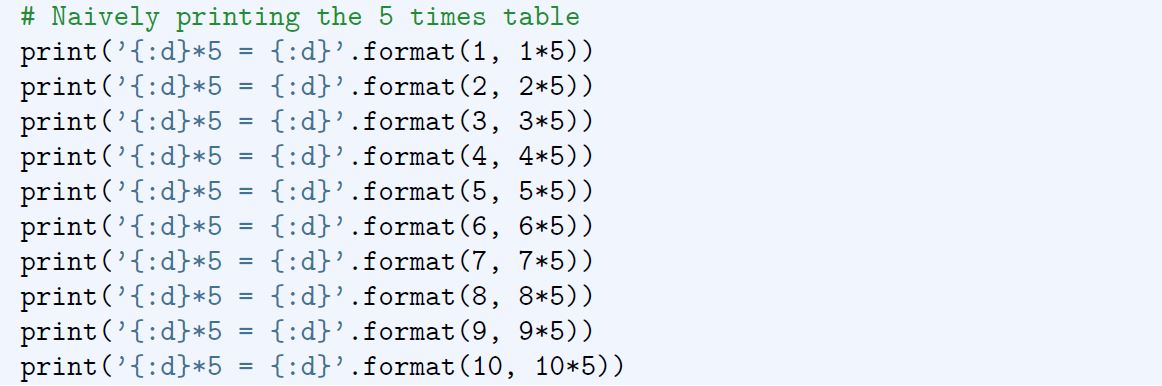 # Naively printing the 5 times table
print(’{:d}*5 = {:d}’.format(1, 1*5))
print(’{:d}*5 = {:d}’.format(2, 2*5))
print(’{:d}*5 = {:d}’.format(3, 3*5))
print(’{:d}*5 = {:d}’.format(4, 4*5))
print(’{:d}*5 = {:d}’.format(5, 5*5))
print(’{:d}*5 = {:d}’.format(6, 6*5))
print(’{:d}*5 = {:d}’.format(7, 7*5))
print(’{:d}*5 = {:d}’.format(8, 8*5))
print(’{:d}*5 = {:d}’.format(9, 9*5))
print(’{:d}*5 = {:d}’.format(10, 10*5))